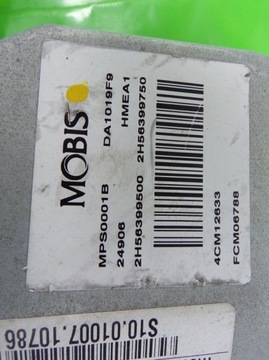 MOBIS
MPS0001B DA1019F9
24906 HMEA1
2H56399500 2H56399750
4CM12633
FCM06788
S10.01007.10786